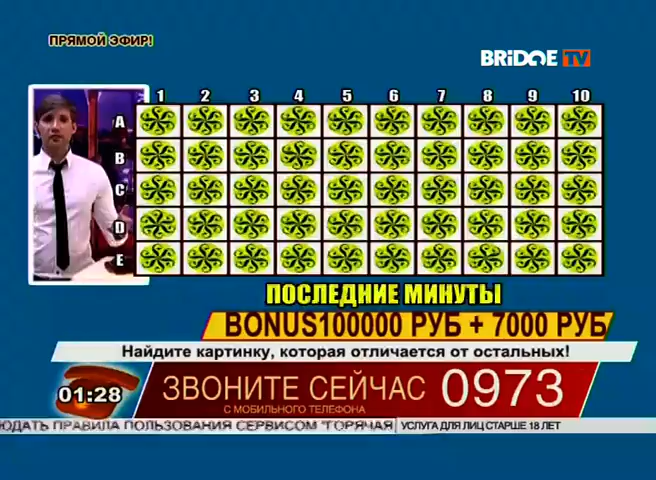 ПРЯМОЙ ЭФИР!
BRiDGE TV
1 2 3 4 5 6 7 8 9 10
A
B
C
D
E
ПОСЛЕДНИЕ МИНУТЫ
BONUS100000 РУБ + 7000 РУБ
Найдите картинку, которая отличается от остальных!
01:28
ЗВОНИТЕ СЕЙЧАС 0973
С МОБИЛЬНОГО ТЕЛЕФОНА
ЮДАТЬ ПРАВИЛА ПОЛЬЗОВАНИЯ СЕРВИСОМ "ГОРЯЧАЯ УСЛУГА ДЛЯ ЛИЦ СТАРШЕ 18 ЛЕТ